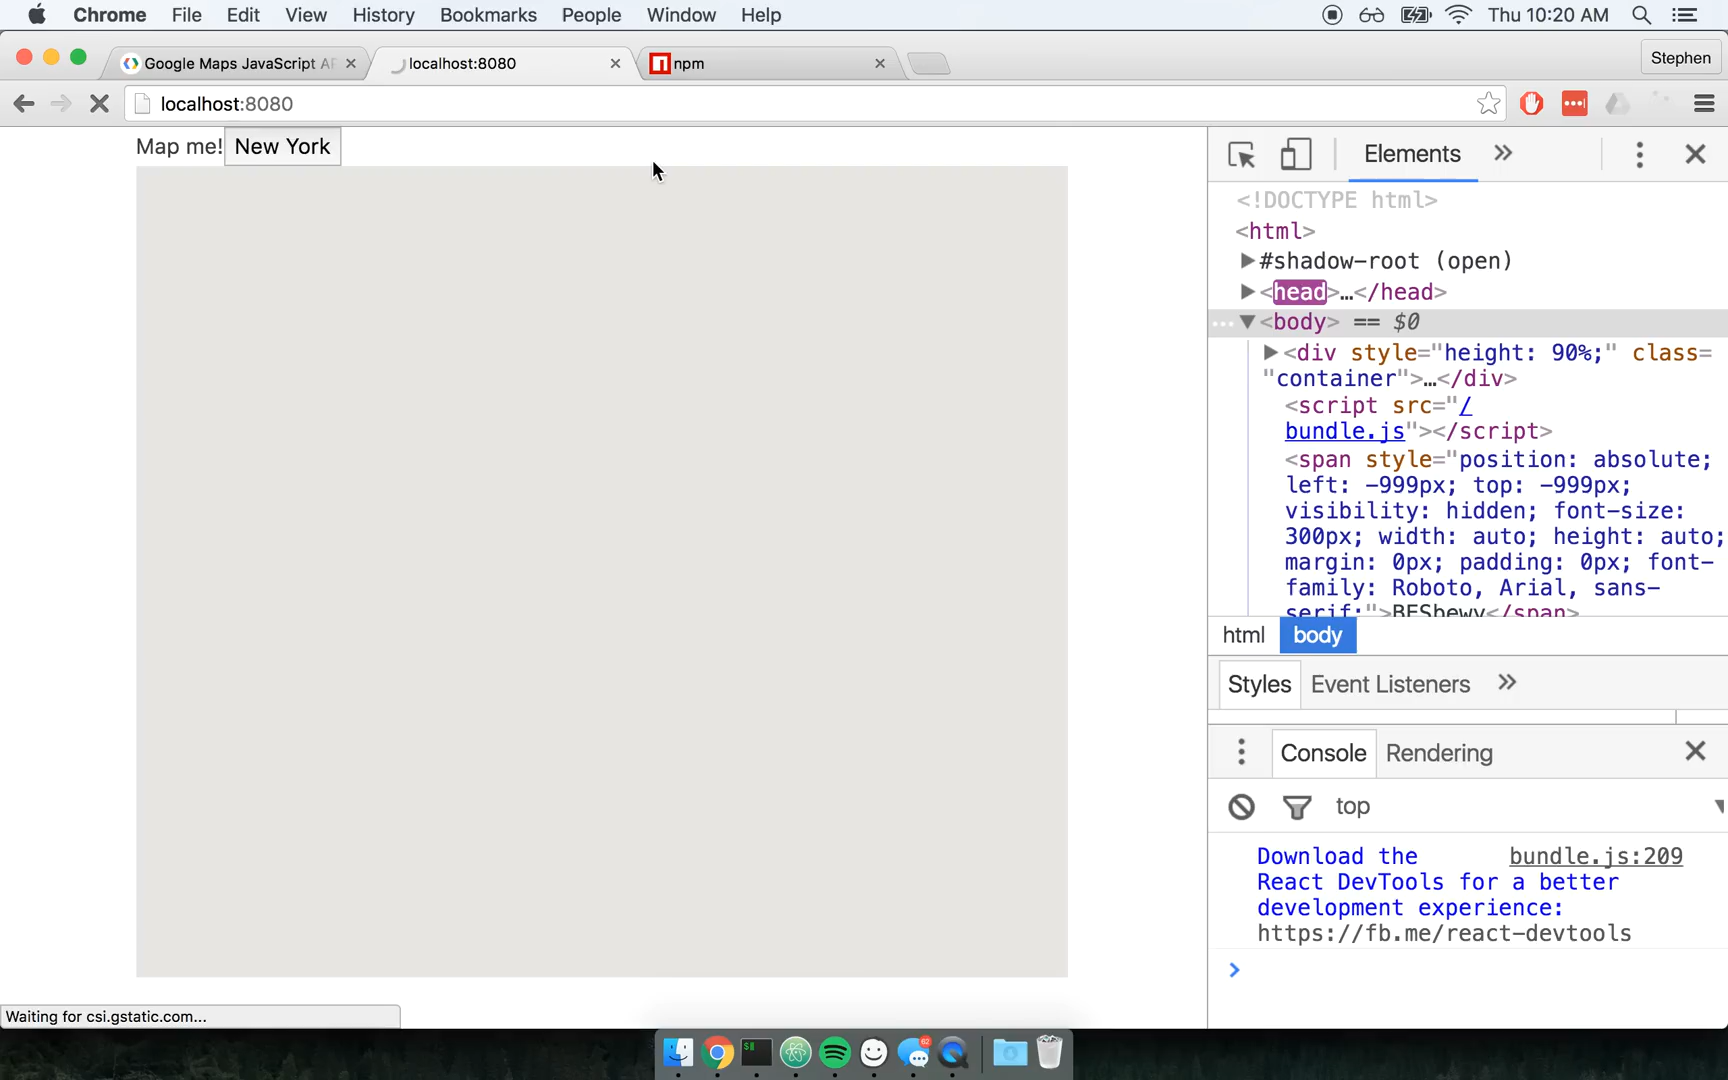 Chrome File Edit View History Bookmarks People Window Help Thu 10:20 AM
Google Maps JavaScript AP localhost:8080 npm Stephen
localhost:8080
Map me! New York
Elements
<!DOCTYPE html>
<html>
#shadow-root (open)
<head>…</head>
<body> == $0
<div style="height: 90%;" class=
"container">…</div>
<script src="/
bundle.js"></script>
<span style="position: absolute;
left: -999px; top: -999px;
visibility: hidden; font-size:
300px; width: auto; height: auto;
margin: 0px; padding: 0px; font-
family: Roboto, Arial, sans-
serif;">BESbewy</span>
html body
Styles Event Listeners
Console Rendering
top
Download the bundle.js:209
React DevTools for a better
development experience:
https://fb.me/react-devtools
Waiting for csi.gstatic.com...
62